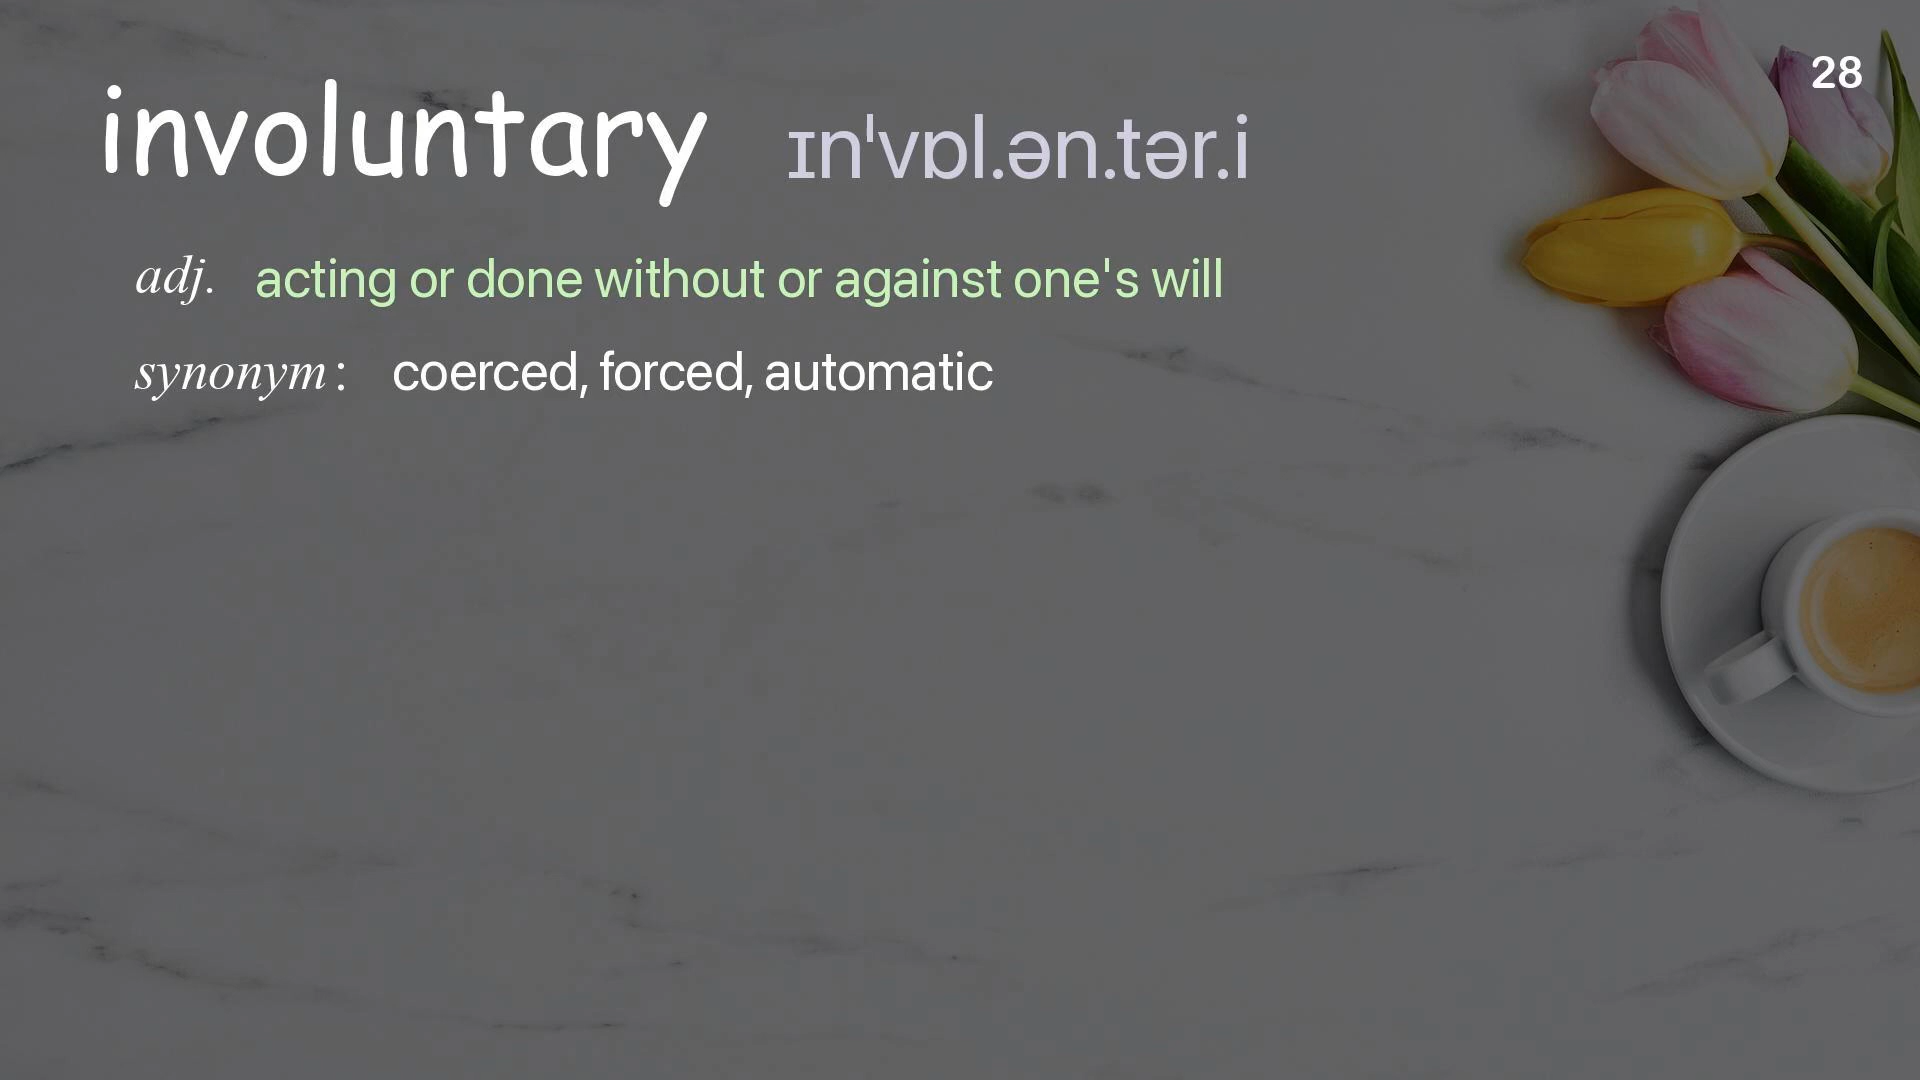 28
involuntary ɪnˈvɒl.ən.tər.i
adj. acting or done without or against one's will
synonym : coerced, forced, automatic